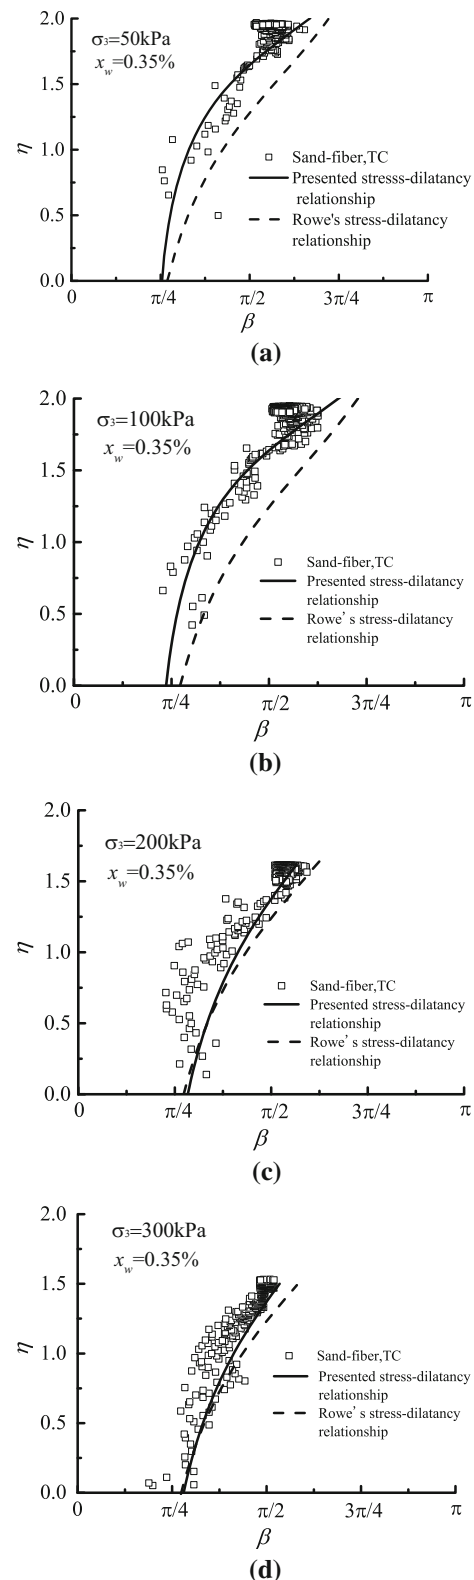 2.0
σ₃=50kPa
x_w=0.35%
1.5
η
1.0
Sand-fiber,TC
Presented stresss-dilatancy
relationship
0.5
Rowe's stress-dilatancy
relationship
0.0
0 π/4 π/2 3π/4 π
β
(a)
2.0
σ₃=100kPa
x_w=0.35%
1.5
η
1.0
Sand-fiber,TC
Presented stress-dilatancy
relationship
0.5
Rowe's stress-dilatancy
relationship
0.0
0 π/4 π/2 3π/4 π
β
(b)
2.0
σ₃=200kPa
x_w=0.35%
1.5
η
1.0
Sand-fiber,TC
Presented stress-dilatancy
relationship
0.5
Rowe's stress-dilatancy
relationship
0.0
0 π/4 π/2 3π/4 π
β
(c)
2.0
σ₃=300kPa
x_w=0.35%
1.5
η
1.0
Sand-fiber,TC
Presented stress-dilatancy
relationship
0.5
Rowe's stress-dilatancy
relationship
0.0
0 π/4 π/2 3π/4 π
β
(d)